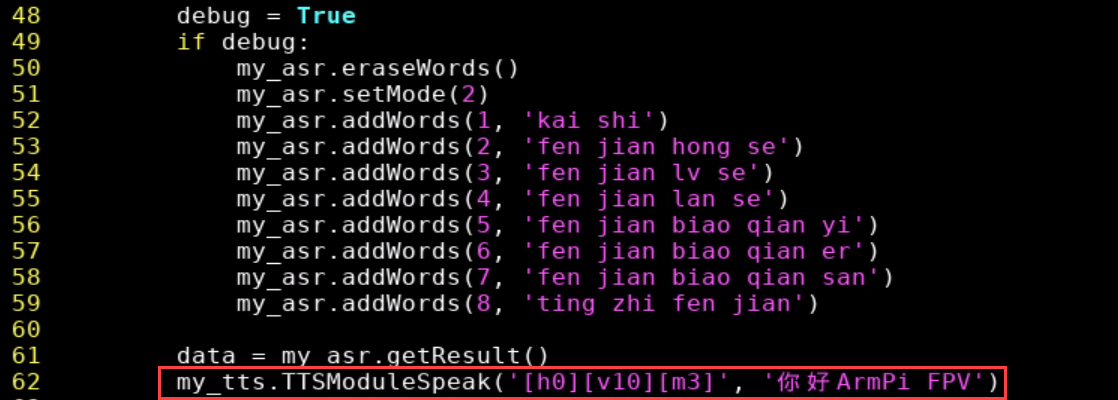 48 debug = True
49 if debug:
50 my_asr.eraseWords()
51 my_asr.setMode(2)
52 my_asr.addWords(1, 'kai shi')
53 my_asr.addWords(2, 'fen jian hong se')
54 my_asr.addWords(3, 'fen jian lv se')
55 my_asr.addWords(4, 'fen jian lan se')
56 my_asr.addWords(5, 'fen jian biao qian yi')
57 my_asr.addWords(6, 'fen jian biao qian er')
58 my_asr.addWords(7, 'fen jian biao qian san')
59 my_asr.addWords(8, 'ting zhi fen jian')
60
61 data = my_asr.getResult()
62 my_tts.TTSModuleSpeak('[h0][v10][m3]', '你好ArmPi FPV')